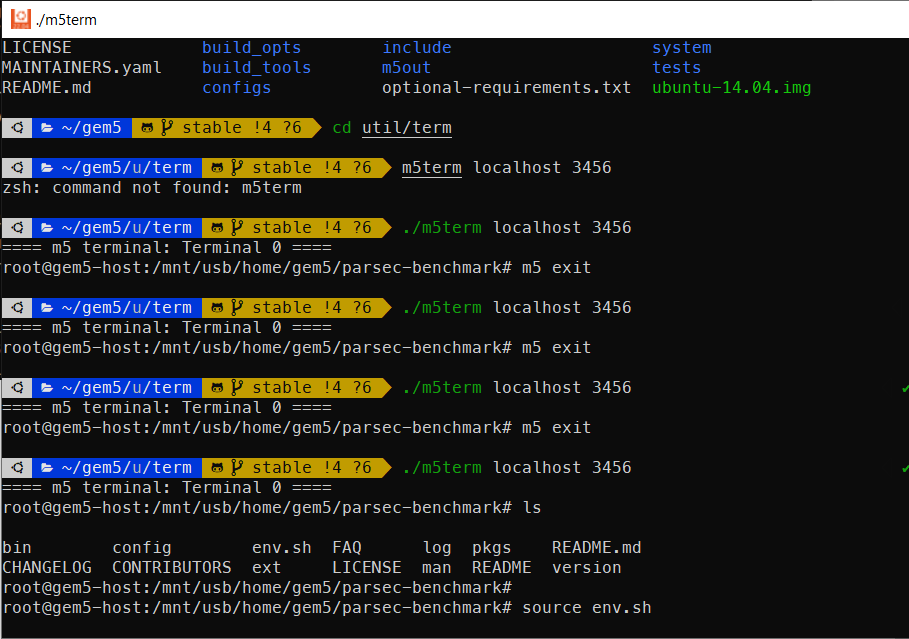 ./m5term
LICENSE build_opts include system
MAINTAINERS.yaml build_tools m5out tests
README.md configs optional-requirements.txt ubuntu-14.04.img
~/gem5 stable !4 ?6 cd util/term
~/gem5/u/term stable !4 ?6 m5term localhost 3456
zsh: command not found: m5term
~/gem5/u/term stable !4 ?6 ./m5term localhost 3456
==== m5 terminal: Terminal 0 ====
root@gem5-host:/mnt/usb/home/gem5/parsec-benchmark# m5 exit
~/gem5/u/term stable !4 ?6 ./m5term localhost 3456
==== m5 terminal: Terminal 0 ====
root@gem5-host:/mnt/usb/home/gem5/parsec-benchmark# m5 exit
~/gem5/u/term stable !4 ?6 ./m5term localhost 3456
==== m5 terminal: Terminal 0 ====
root@gem5-host:/mnt/usb/home/gem5/parsec-benchmark# m5 exit
~/gem5/u/term stable !4 ?6 ./m5term localhost 3456
==== m5 terminal: Terminal 0 ====
root@gem5-host:/mnt/usb/home/gem5/parsec-benchmark# ls
bin config env.sh FAQ log pkgs README.md
CHANGELOG CONTRIBUTORS ext LICENSE man README version
root@gem5-host:/mnt/usb/home/gem5/parsec-benchmark#
root@gem5-host:/mnt/usb/home/gem5/parsec-benchmark# source env.sh